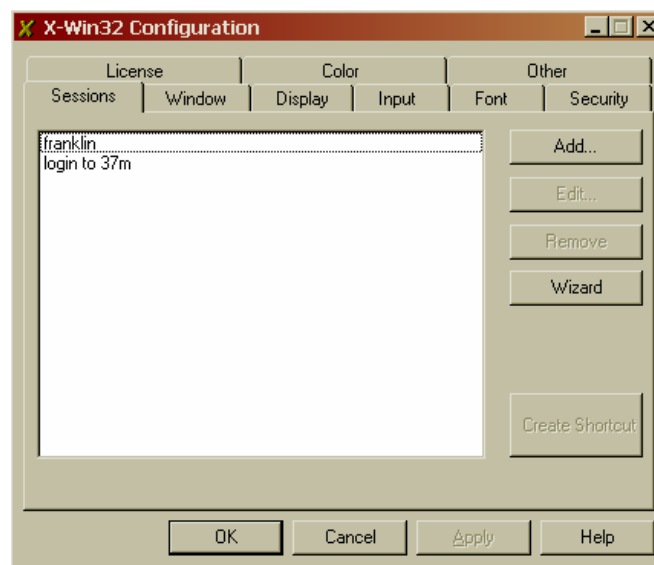 X-Win32 Configuration
License Color Other
Sessions Window Display Input Font Security
franklin
login to 37m
Add...
Edit...
Remove
Wizard
Create Shortcut
OK Cancel Apply Help